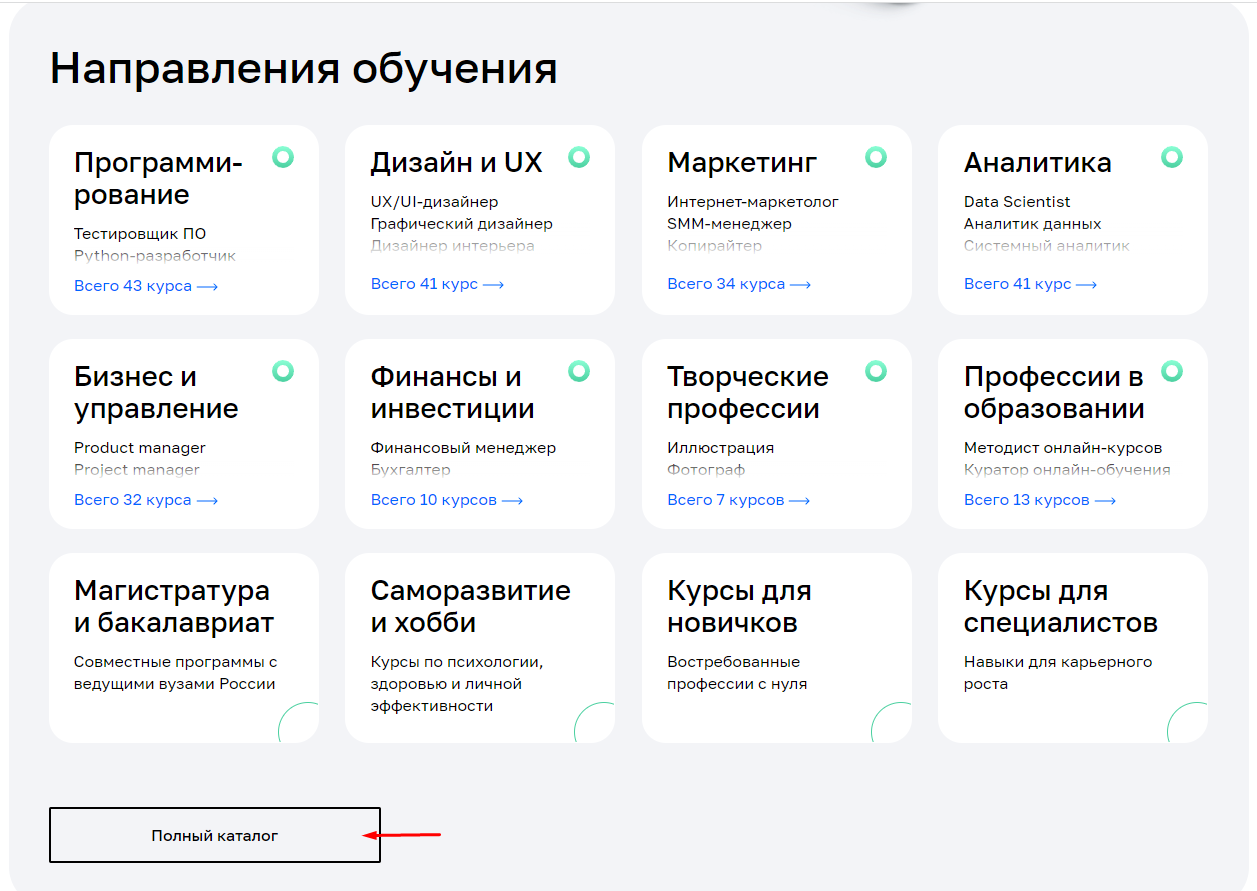 Направления обучения
Программи-
рование
Тестировщик ПО
Python-разработчик
Всего 43 курса
Дизайн и UX
UX/UI-дизайнер
Графический дизайнер
Дизайнер интерьера
Всего 41 курс
Маркетинг
Интернет-маркетолог
SMM-менеджер
Копирайтер
Всего 34 курса
Аналитика
Data Scientist
Аналитик данных
Системный аналитик
Всего 41 курс
Бизнес и
управление
Product manager
Project manager
Всего 32 курса
Финансы и
инвестиции
Финансовый менеджер
Бухгалтер
Всего 10 курсов
Творческие
профессии
Иллюстрация
Фотограф
Всего 7 курсов
Профессии в
образовании
Методист онлайн-курсов
Куратор онлайн-обучения
Всего 13 курсов
Магистратура
и бакалавриат
Совместные программы с
ведущими вузами России
Саморазвитие
и хобби
Курсы по психологии,
здоровью и личной
эффективности
Курсы для
новичков
Востребованные
профессии с нуля
Курсы для
специалистов
Навыки для карьерного
роста
Полный каталог